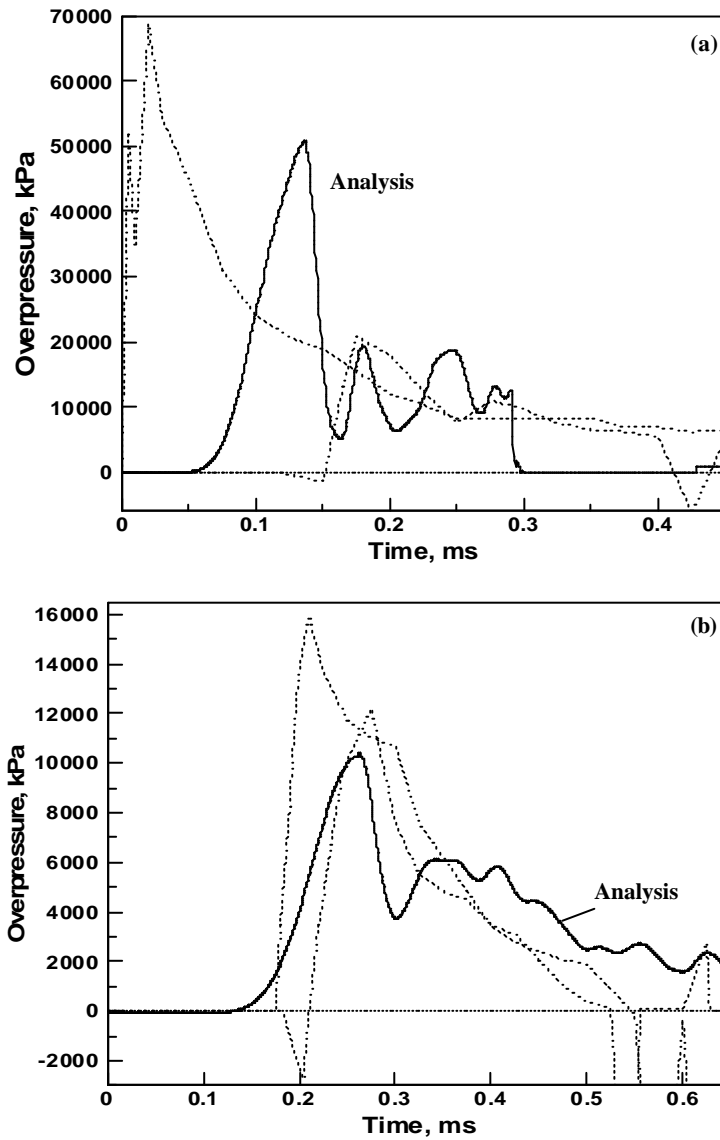 70000
(a)
60000
50000
Analysis
40000
30000
20000
10000
0
0 0.1 0.2 0.3 0.4
Overpressure, kPa
Time, ms
16000
(b)
14000
12000
10000
8000
6000
Analysis
4000
2000
0
-2000
0 0.1 0.2 0.3 0.4 0.5 0.6
Overpressure, kPa
Time, ms